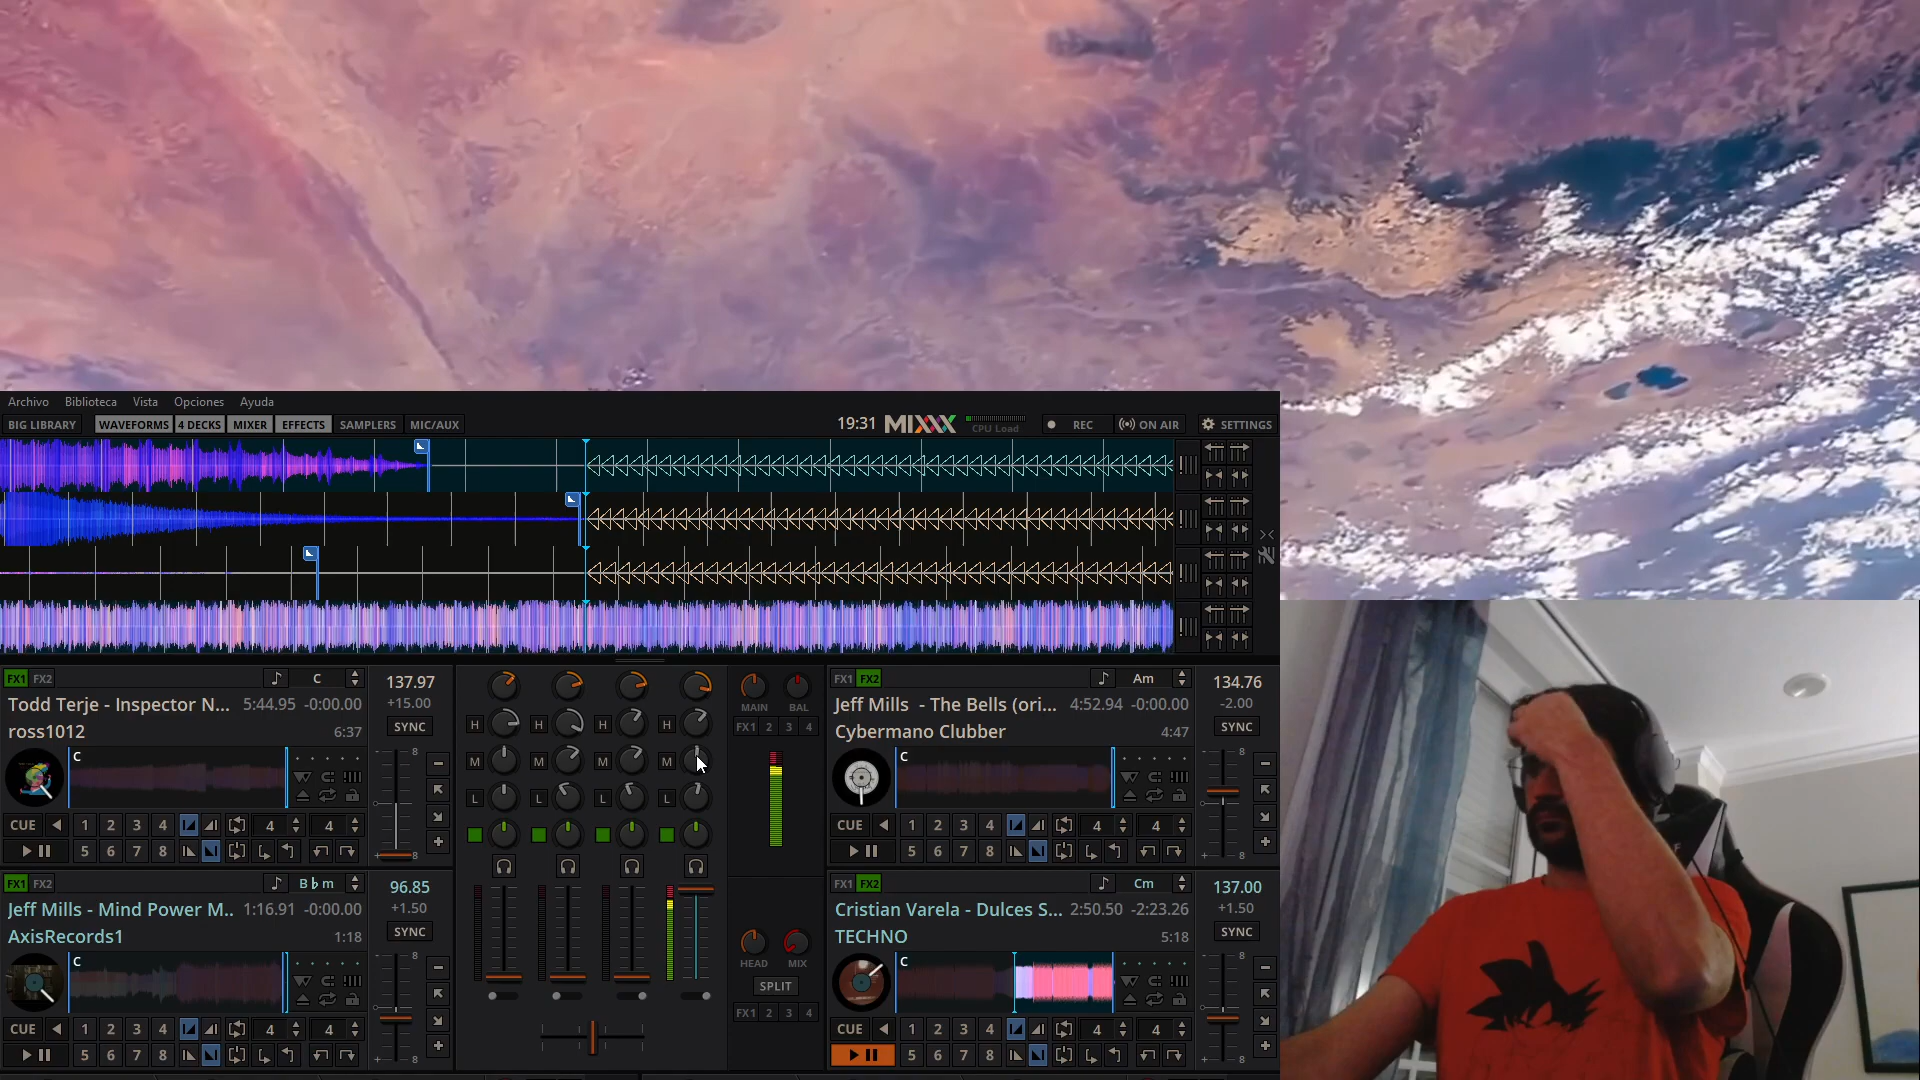 Archivo Biblioteca Vista Opciones Ayuda
BIG LIBRARY WAVEFORMS 4 DECKS MIXER EFFECTS SAMPLERS MIC/AUX 19:31 MIXXX CPU Load REC ON AIR SETTINGS
FX1 FX2 C
137.97
Todd Terje - Inspector N... 5:44.95 -0:00.00
+15.00
ross1012 6:37
SYNC
C
8
CUE 1 2 3 4 4 4
5 6 7 8
8
FX1 FX2 B♭m
96.85
Jeff Mills - Mind Power M.. 1:16.91 -0:00.00
+1.50
AxisRecords1 1:18
SYNC
C
8
CUE 1 2 3 4 4 4
5 6 7 8
8
H H H H
M M M M
L L L L
MAIN BAL
FX1 2 3 4
HEAD MIX
SPLIT
FX1 2 3 4
FX1 FX2 Am
134.76
Jeff Mills - The Bells (ori... 4:52.94 -0:00.00
-2.00
Cybermano Clubber 4:47
SYNC
C
8
CUE 1 2 3 4 4 4
5 6 7 8
8
FX1 FX2 Cm
137.00
Cristian Varela - Dulces S... 2:50.50 -2:23.26
+1.50
TECHNO 5:18
SYNC
C
8
CUE 1 2 3 4 4 4
5 6 7 8
8